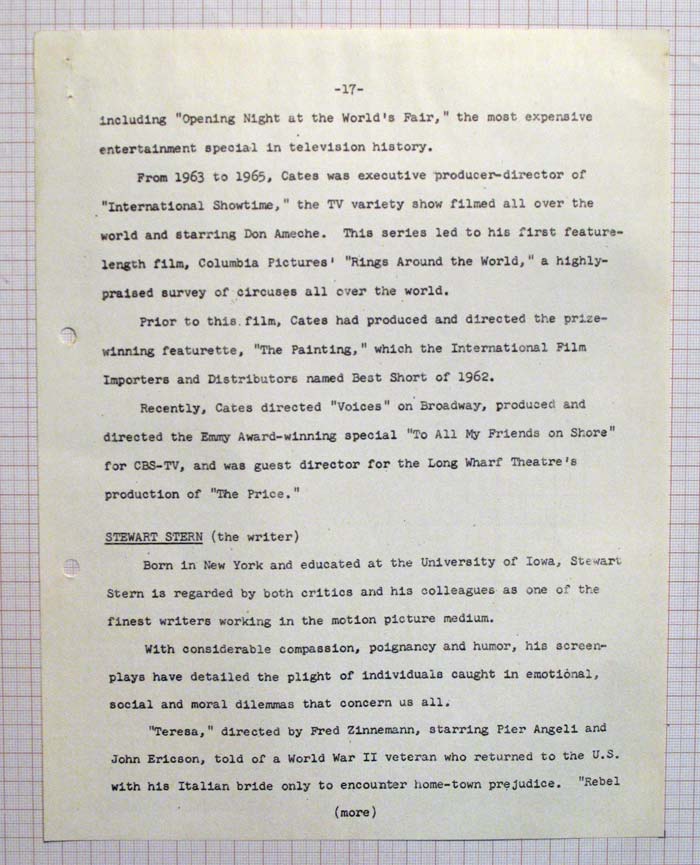 -17-
including "Opening Night at the World's Fair," the most expensive
entertainment special in television history.
From 1963 to 1965, Cates was executive producer-director of
"International Showtime," the TV variety show filmed all over the
world and starring Don Ameche. This series led to his first feature-
length film, Columbia Pictures' "Rings Around the World," a highly-
praised survey of circuses all over the world.
Prior to this film, Cates had produced and directed the prize-
winning featurette, "The Painting," which the International Film
Importers and Distributors named Best Short of 1962.
Recently, Cates directed "Voices" on Broadway, produced and
directed the Emmy Award-winning special "To All My Friends on Shore"
for CBS-TV, and was guest director for the Long Wharf Theatre's
production of "The Price."
STEWART STERN (the writer)
Born in New York and educated at the University of Iowa, Stewart
Stern is regarded by both critics and his colleagues as one of the
finest writers working in the motion picture medium.
With considerable compassion, poignancy and humor, his screen-
plays have detailed the plight of individuals caught in emotional,
social and moral dilemmas that concern us all.
"Teresa," directed by Fred Zinnemann, starring Pier Angeli and
John Ericson, told of a World War II veteran who returned to the U.S.
with his Italian bride only to encounter home-town prejudice. "Rebel
(more)